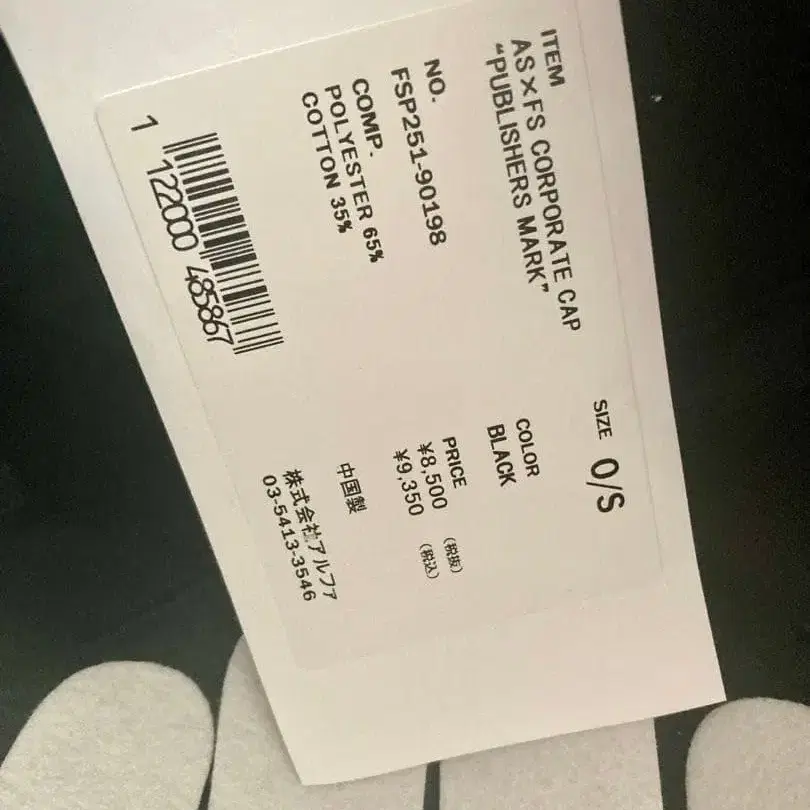 ITEM
AS×FS CORPORATE CAP
"PUBLISHERS MARK"
SIZE O/S
NO.
FSP251-90198
COLOR
BLACK
COMP.
POLYESTER 65%
COTTON 35%
PRICE
¥8,500 (税抜)
¥9,350 (税込)
中国製
1 122000 485867
株式会社アルファ
03-5413-3546